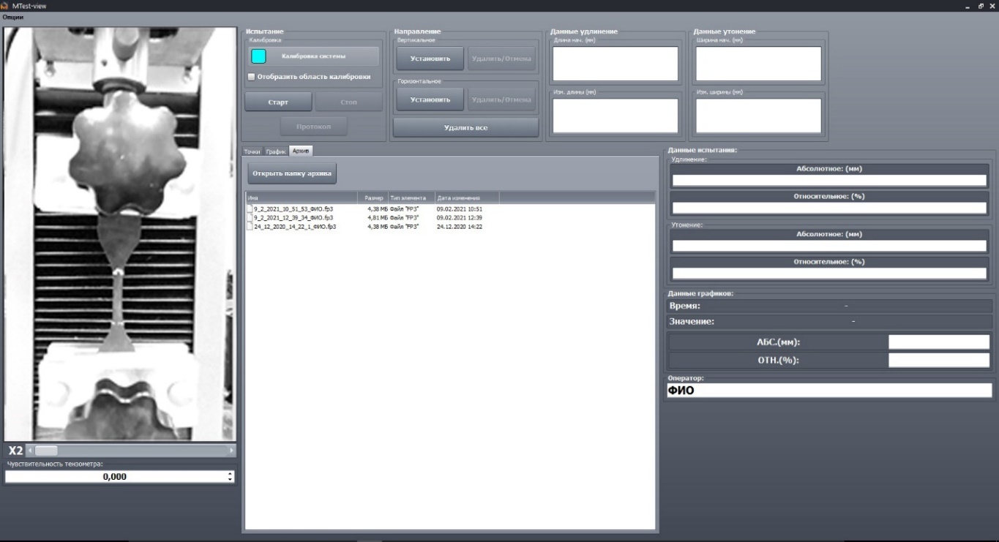 MTest-view
Опции
Испытание
Калибровка
Калибровка системы
Отобразить область калибровки
Старт
Стоп
Протокол
Направление
Вертикальное
Установить
Удалить/Отмена
Горизонтальное
Установить
Удалить/Отмена
Удалить все
Данные удлинение
Длина нач. (мм)
Изм. длины (мм)
Данные утонение
Ширина нач. (мм)
Изм. ширины (мм)
Точки График Архив
Открыть папку архива
Имя Размер Тип элемента Дата изменения
9_2_2021_10_51_53_ФИО.fp3 4,38 МБ Файл "FP3" 09.02.2021 10:51
9_2_2021_12_39_34_ФИО.fp3 4,81 МБ Файл "FP3" 09.02.2021 12:39
24_12_2020_14_22_1_ФИО.fp3 4,38 МБ Файл "FP3" 24.12.2020 14:22
Данные испытания:
Удлинение:
Абсолютное: (мм)
Относительное: (%)
Утонение:
Абсолютное: (мм)
Относительное: (%)
Данные графиков:
Время: -
Значение: -
АБС.(мм):
ОТН.(%):
Оператор:
ФИО
X2
Чувствительность тензометра:
0,000